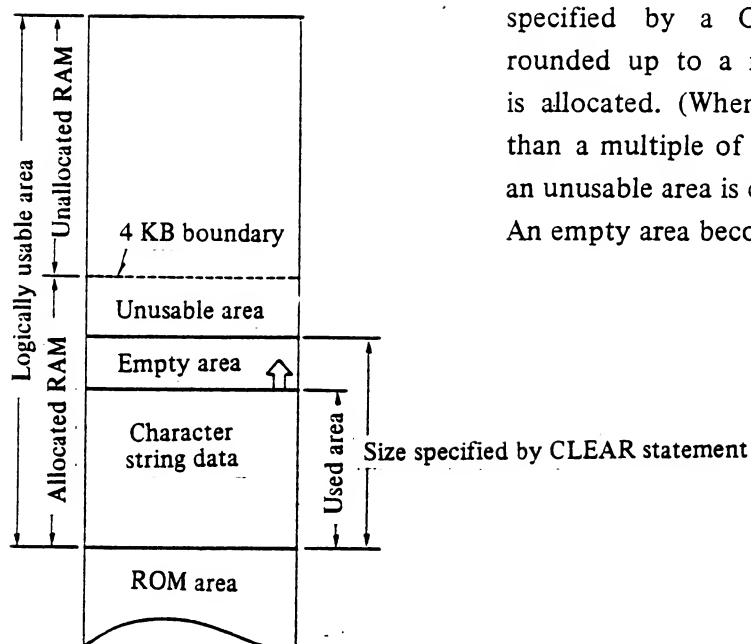 specified by a
rounded up to a
is allocated. (When
than a multiple of
an unusable area is
An empty area
Logically usable area
Unallocated RAM
4 KB boundary
Unusable area
Empty area
Allocated RAM
Character
string data
Used area
Size specified by CLEAR statement
ROM area